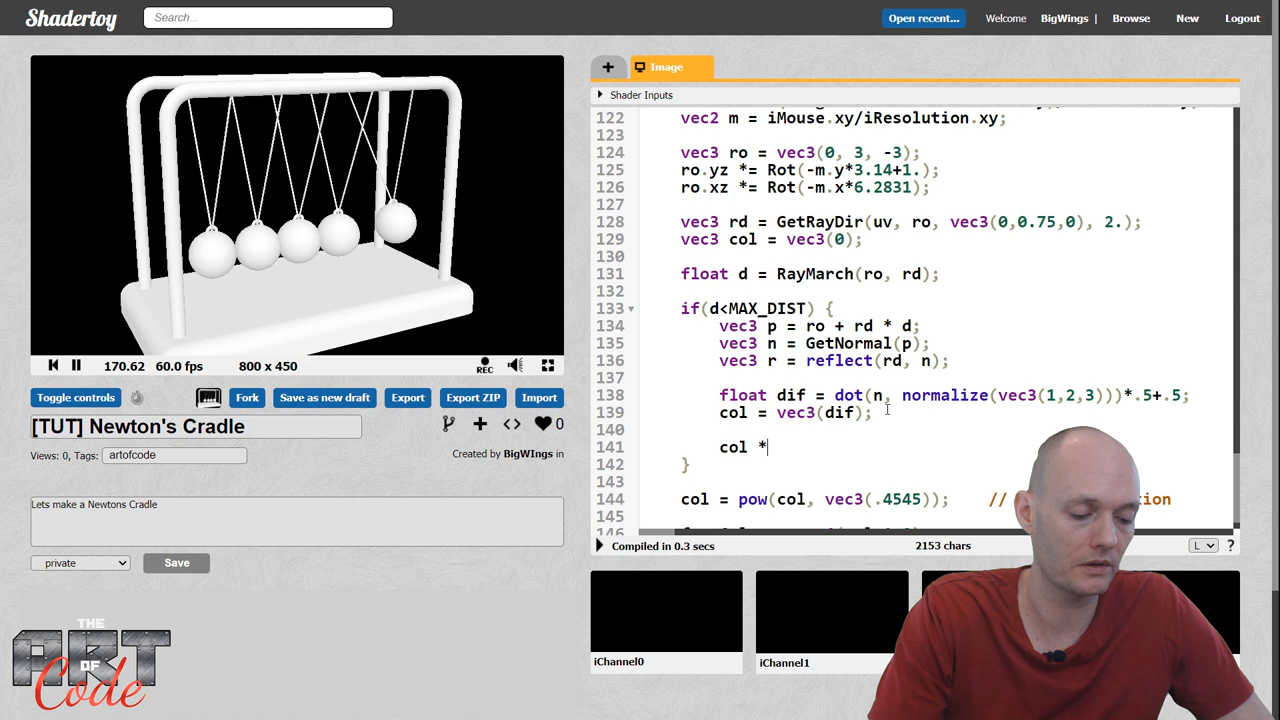 Shadertoy
Search...
Open recent...
Welcome BigWings |
Browse
New
Logout
Image
Shader Inputs
122 vec2 m = iMouse.xy/iResolution.xy;
123
124 vec3 ro = vec3(0, 3, -3);
125 ro.yz *= Rot(-m.y*3.14+1.);
126 ro.xz *= Rot(-m.x*6.2831);
127
128 vec3 rd = GetRayDir(uv, ro, vec3(0,0.75,0), 2.);
129 vec3 col = vec3(0);
130
131 float d = RayMarch(ro, rd);
132
133 if(d<MAX_DIST) {
134 vec3 p = ro + rd * d;
135 vec3 n = GetNormal(p);
136 vec3 r = reflect(rd, n);
137
138 float dif = dot(n, normalize(vec3(1,2,3)))*.5+.5;
139 col = vec3(dif);
140
141 col *
142 }
143
144 col = pow(col, vec3(.4545)); //
145
146
Compiled in 0.3 secs
2153 chars
L
?
170.62 60.0 fps 800 x 450
REC
Toggle controls
Fork
Save as new draft
Export
Export ZIP
Import
[TUT] Newton's Cradle
0
Views: 0, Tags: artofcode
Created by BigWIngs in
Lets make a Newtons Cradle
private
Save
iChannel0
iChannel1
THE
ART
OF
Code